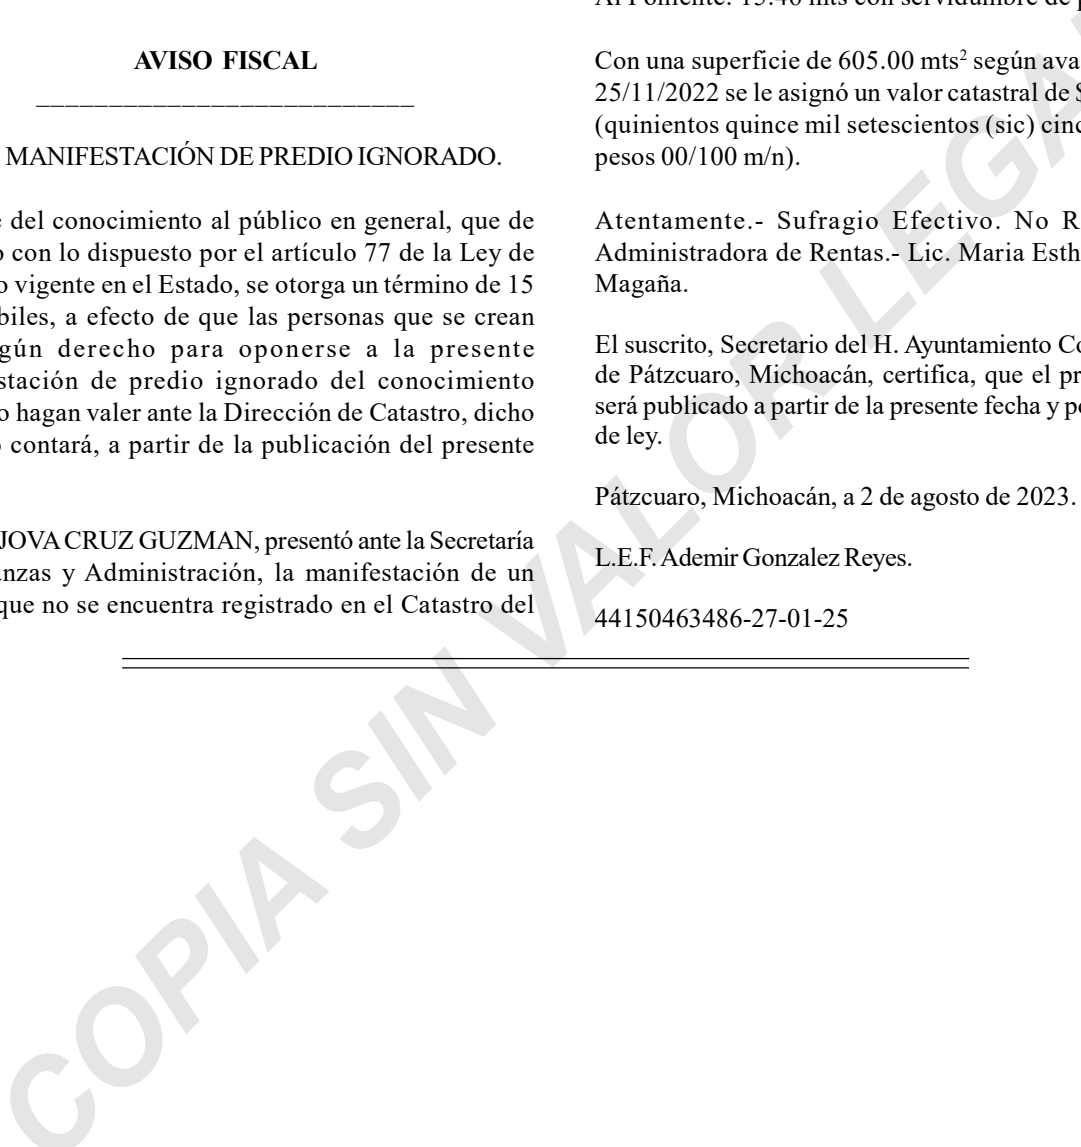 AVISO FISCAL
MANIFESTACIÓN DE PREDIO IGNORADO.
del conocimiento al público en general, que de
con lo dispuesto por el artículo 77 de la Ley de
vigente en el Estado, se otorga un término de 15
biles, a efecto de que las personas que se crean
gún derecho para oponerse a la presente
stación de predio ignorado del conocimiento
o hagan valer ante la Dirección de Catastro, dicho
contará, a partir de la publicación del presente
JOVA CRUZ GUZMAN, presentó ante la Secretaría
nzas y Administración, la manifestación de un
que no se encuentra registrado en el Catastro del
Al Poniente: 15.40 mts con servidumbre de p
Con una superficie de 605.00 mts² según ava
25/11/2022 se le asignó un valor catastral de $
(quinientos quince mil setescientos (sic) cinc
pesos 00/100 m/n).
Atentamente.- Sufragio Efectivo. No R
Administradora de Rentas.- Lic. Maria Esth
Magaña.
El suscrito, Secretario del H. Ayuntamiento Co
de Pátzcuaro, Michoacán, certifica, que el pr
será publicado a partir de la presente fecha y po
de ley.
Pátzcuaro, Michoacán, a 2 de agosto de 2023.
L.E.F. Ademir Gonzalez Reyes.
44150463486-27-01-25
COPIA SIN VALOR LEGA